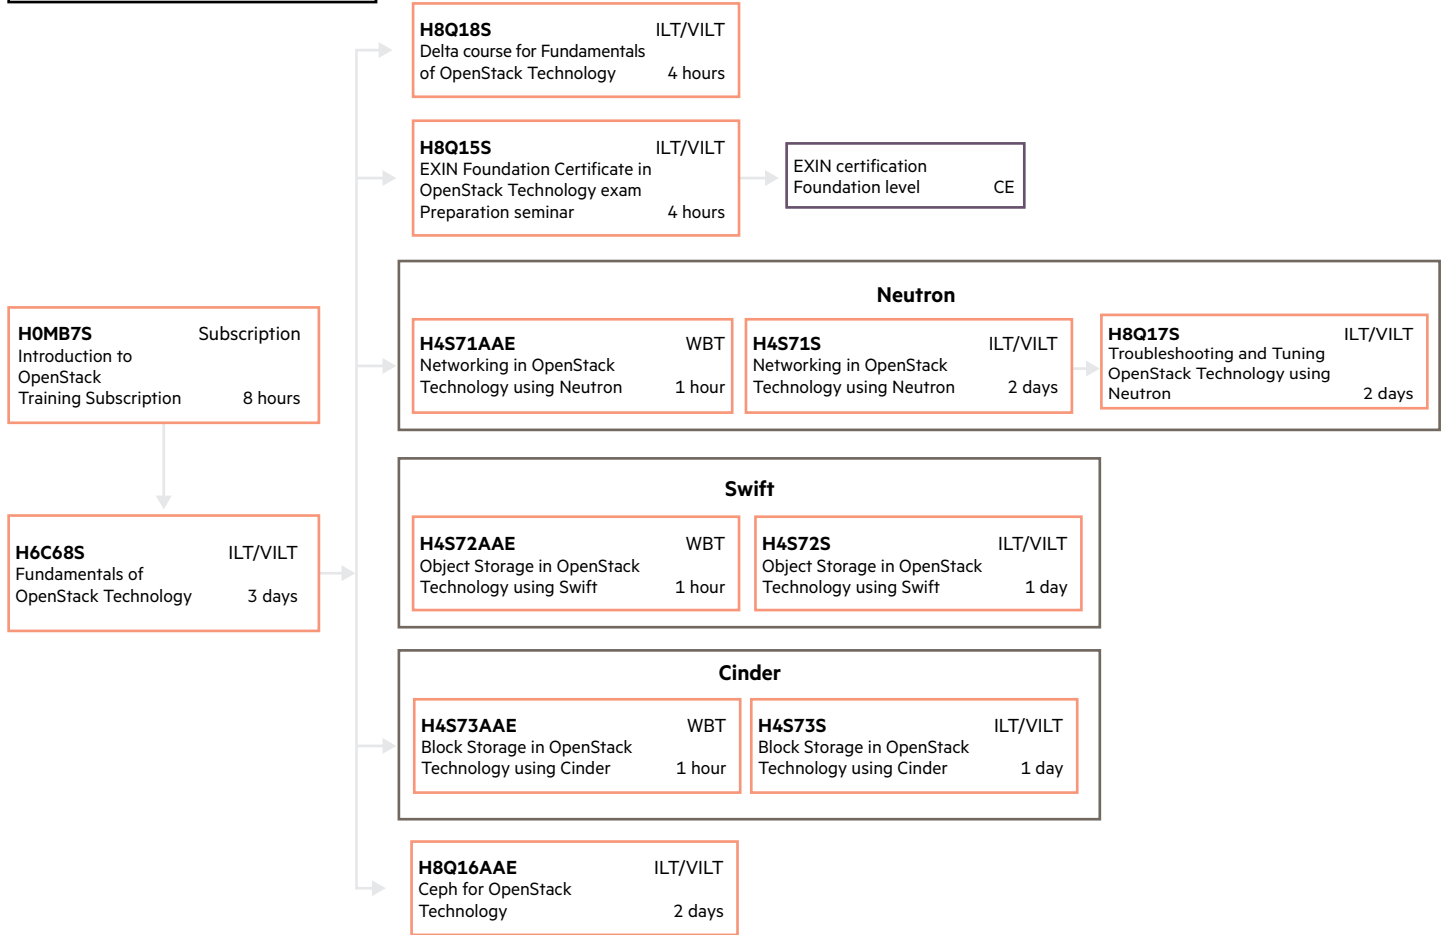 H8Q18S ILT/VILT
Delta course for Fundamentals
of OpenStack Technology 4 hours
H8Q15S ILT/VILT
EXIN Foundation Certificate in
OpenStack Technology exam
Preparation seminar 4 hours
EXIN certification
Foundation level CE
H0MB7S Subscription
Introduction to
OpenStack
Training Subscription 8 hours
H6C68S ILT/VILT
Fundamentals of
OpenStack Technology 3 days
Neutron
H4S71AAE WBT
Networking in OpenStack
Technology using Neutron 1 hour
H4S71S ILT/VILT
Networking in OpenStack
Technology using Neutron 2 days
H8Q17S ILT/VILT
Troubleshooting and Tuning
OpenStack Technology using
Neutron 2 days
Swift
H4S72AAE WBT
Object Storage in OpenStack
Technology using Swift 1 hour
H4S72S ILT/VILT
Object Storage in OpenStack
Technology using Swift 1 day
Cinder
H4S73AAE WBT
Block Storage in OpenStack
Technology using Cinder 1 hour
H4S73S ILT/VILT
Block Storage in OpenStack
Technology using Cinder 1 day
H8Q16AAE ILT/VILT
Ceph for OpenStack
Technology 2 days